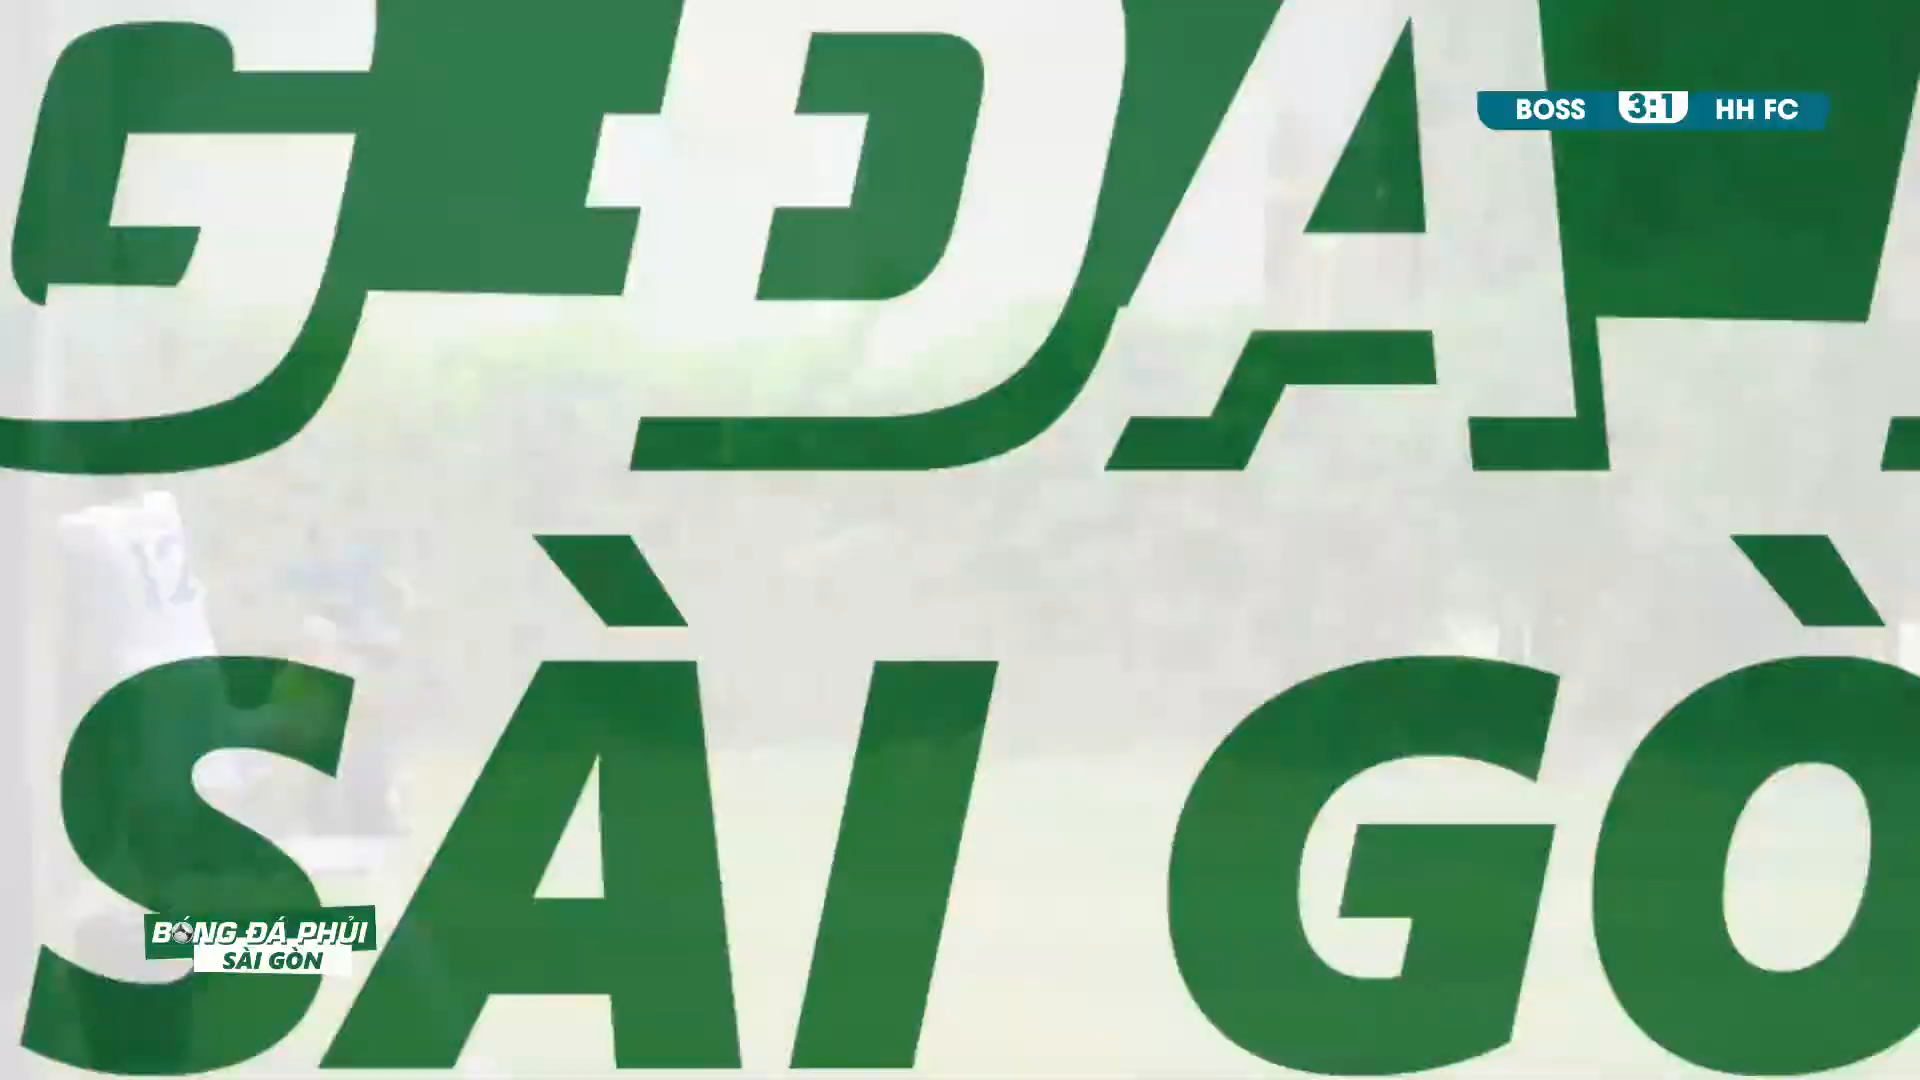 G ĐÁ
BOSS 3:1 HH FC
SÀI GÒ
BÓNG ĐÁ PHỦI
SÀI GÒN